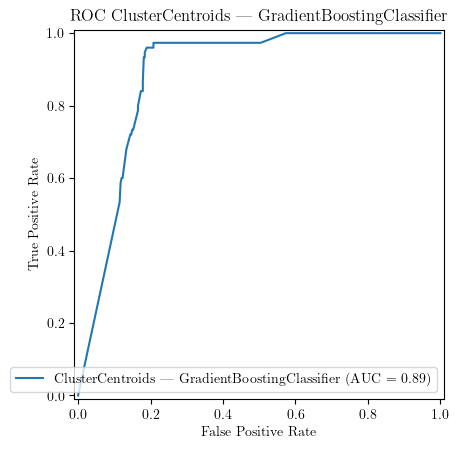 ROC ClusterCentroids — GradientBoostingClassifier
1.0
0.8
0.6
0.4
0.2
0.0
True Positive Rate
ClusterCentroids — GradientBoostingClassifier (AUC = 0.89)
0.0 0.2 0.4 0.6 0.8 1.0
False Positive Rate